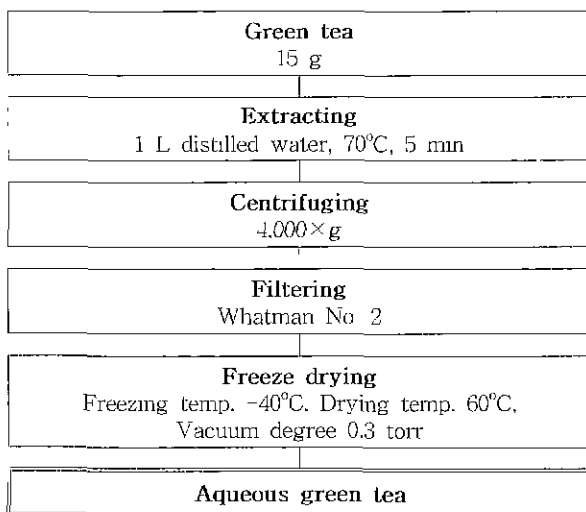 Green tea
15 g
Extracting
1 L distilled water, 70°C, 5 min
Centrifuging
4,000×g
Filtering
Whatman No 2
Freeze drying
Freezing temp. -40°C. Drying temp. 60°C,
Vacuum degree 0.3 torr
Aqueous green tea